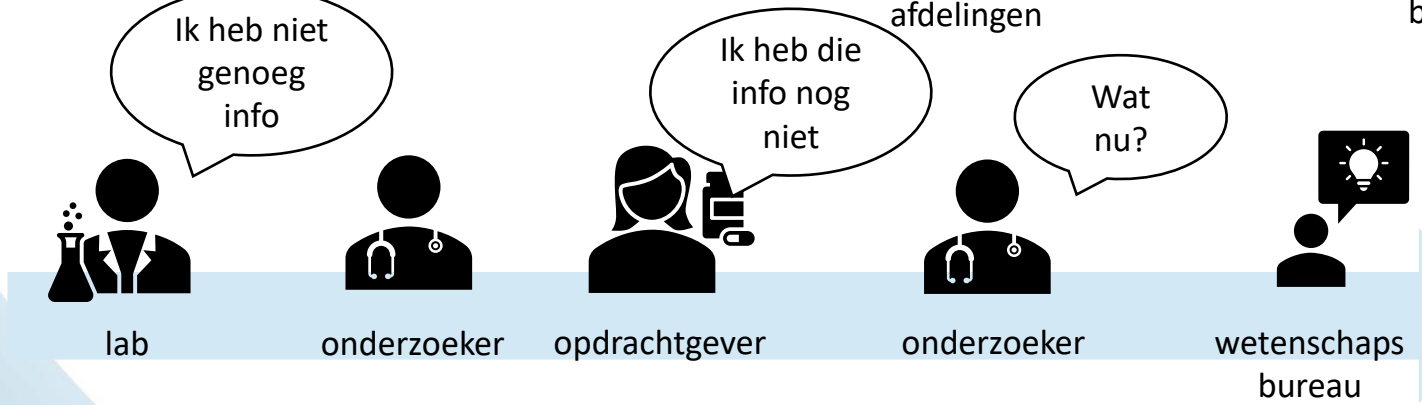 afdelingen
Ik heb niet
genoeg
info
Ik heb die
info nog
niet
Wat
nu?
lab
onderzoeker
opdrachtgever
onderzoeker
wetenschaps
bureau